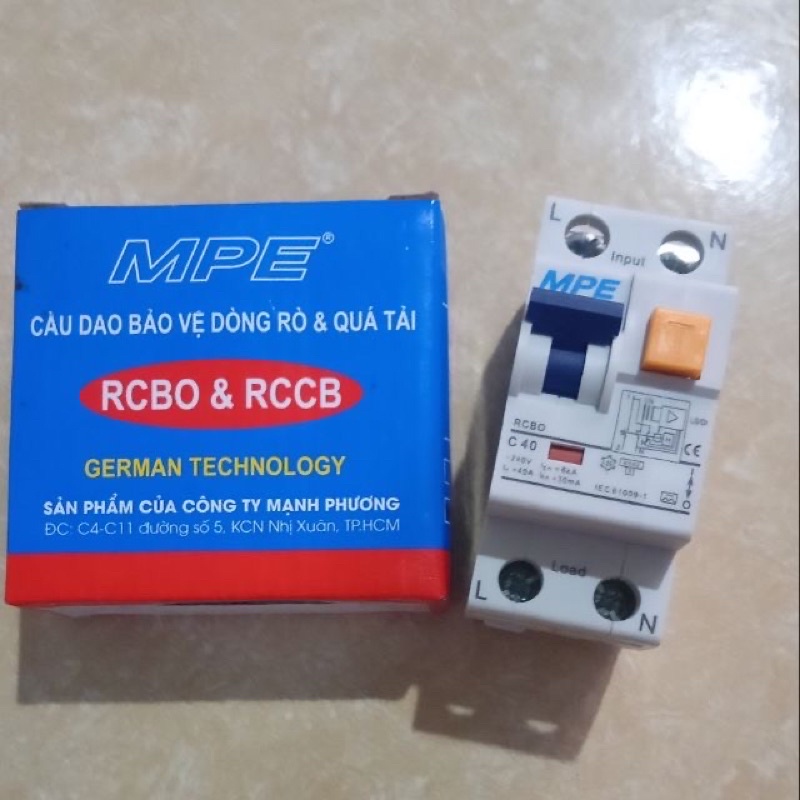 MPE®
CẦU DAO BẢO VỆ DÒNG RÒ & QUÁ TẢI
RCBO & RCCB
GERMAN TECHNOLOGY
SẢN PHẨM CỦA CÔNG TY MẠNH PHƯƠNG
ĐC: C4-C11 đường số 5, KCN Nhị Xuân, TP.HCM
L N
Input
MPE
RCBO
C 40
~240V
IEC 61009-1
CE
Load
L N